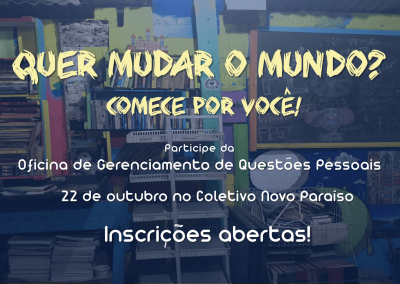 QUER MUDAR O MUNDO?
COMECE POR VOCÊ!
Participe da
Oficina de Gerenciamento de Questões Pessoais
22 de outubro no Coletivo Novo Paraíso
Inscrições abertas!